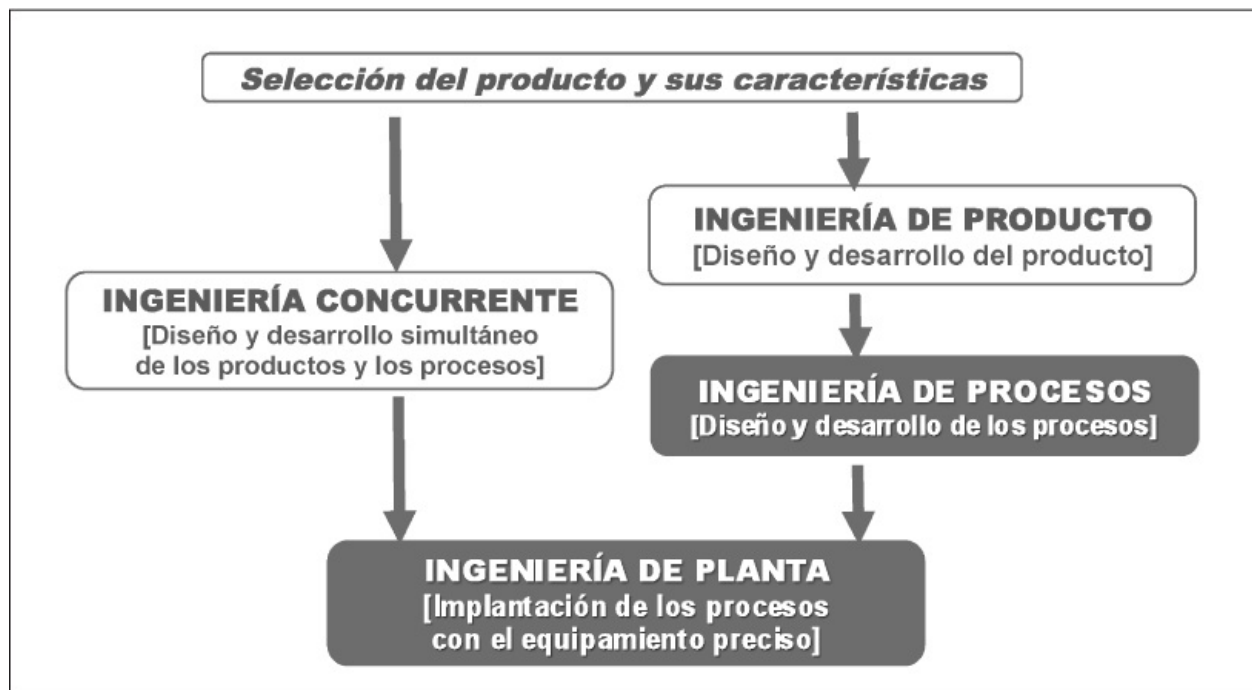 Selección del producto y sus características
INGENIERÍA DE PRODUCTO
[Diseño y desarrollo del producto]
INGENIERÍA CONCURRENTE
[Diseño y desarrollo simultáneo
de los productos y los procesos]
INGENIERÍA DE PROCESOS
[Diseño y desarrollo de los procesos]
INGENIERÍA DE PLANTA
[Implantación de los procesos
con el equipamiento preciso]